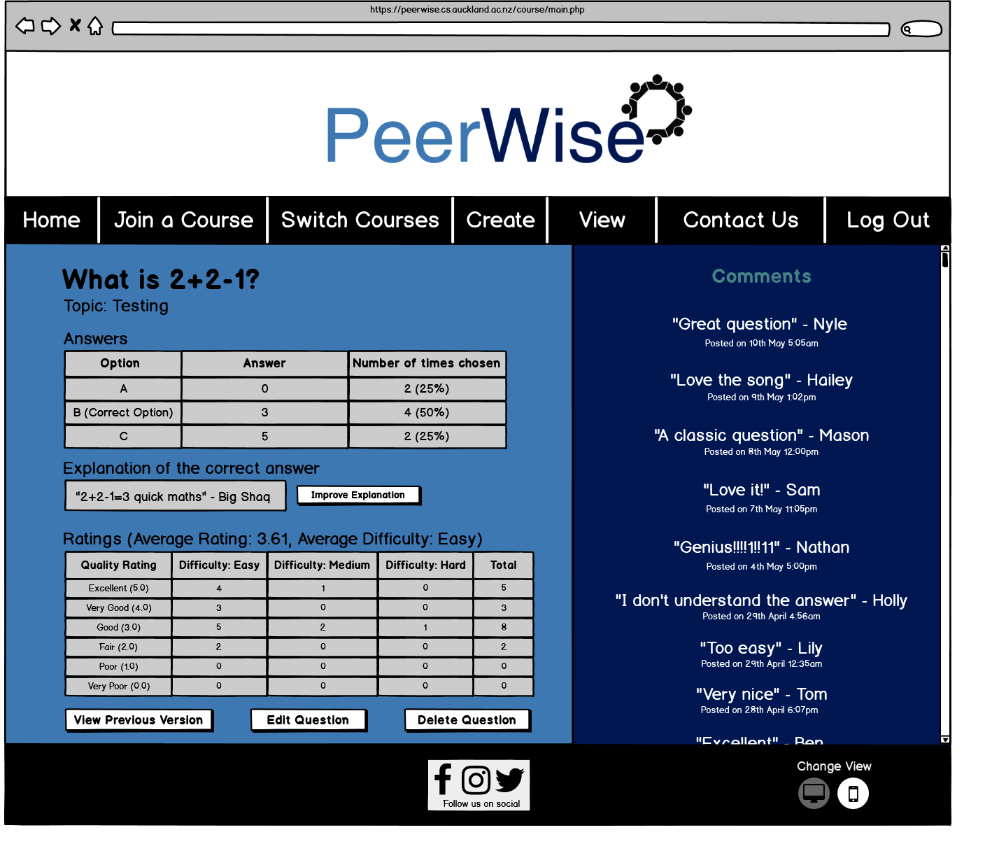 https://peerwise.cs.auckland.ac.nz/course/main.php
PeerWise
Home Join a Course Switch Courses Create View Contact Us Log Out
What is 2+2-1?
Topic: Testing
Answers
Option Answer Number of times chosen
A 0 2 (25%)
B (Correct Option) 3 4 (50%)
C 5 2 (25%)
Explanation of the correct answer
"2+2-1=3 quick maths" - Big Shaq Improve Explanation
Ratings (Average Rating: 3.61, Average Difficulty: Easy)
Quality Rating Difficulty: Easy Difficulty: Medium Difficulty: Hard Total
Excellent (5.0) 4 1 0 5
Very Good (4.0) 3 0 0 3
Good (3.0) 5 2 1 8
Fair (2.0) 2 0 0 2
Poor (1.0) 0 0 0 0
Very Poor (0.0) 0 0 0 0
View Previous Version Edit Question Delete Question
Comments
"Great question" - Nyle
Posted on 10th May 5:05am
"Love the song" - Hailey
Posted on 9th May 1:02pm
"A classic question" - Mason
Posted on 8th May 12:00pm
"Love it!" - Sam
Posted on 7th May 11:05pm
"Genius!!!!1!!11" - Nathan
Posted on 4th May 5:00pm
"I don't understand the answer" - Holly
Posted on 29th April 4:56am
"Too easy" - Lily
Posted on 29th April 12:35am
"Very nice" - Tom
Posted on 28th April 6:07pm
"Excellent" - Ben
Follow us on social
Change View